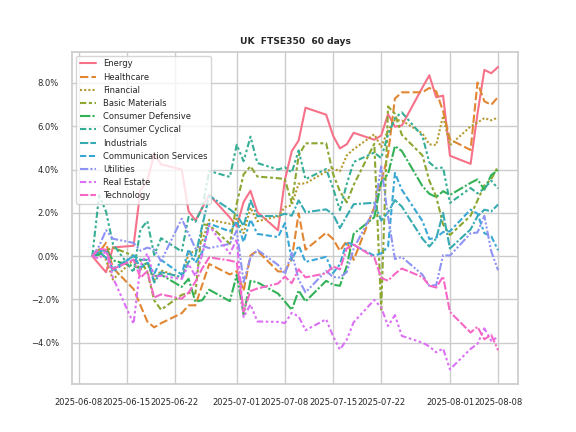 UK  FTSE350  60 days
Energy
Healthcare
Financial
Basic Materials
Consumer Defensive
Consumer Cyclical
Industrials
Communication Services
Utilities
Real Estate
Technology
8.0%
6.0%
4.0%
2.0%
0.0%
−2.0%
−4.0%
2025-06-08 2025-06-15 2025-06-22 2025-07-01 2025-07-08 2025-07-15 2025-07-22 2025-08-01 2025-08-08